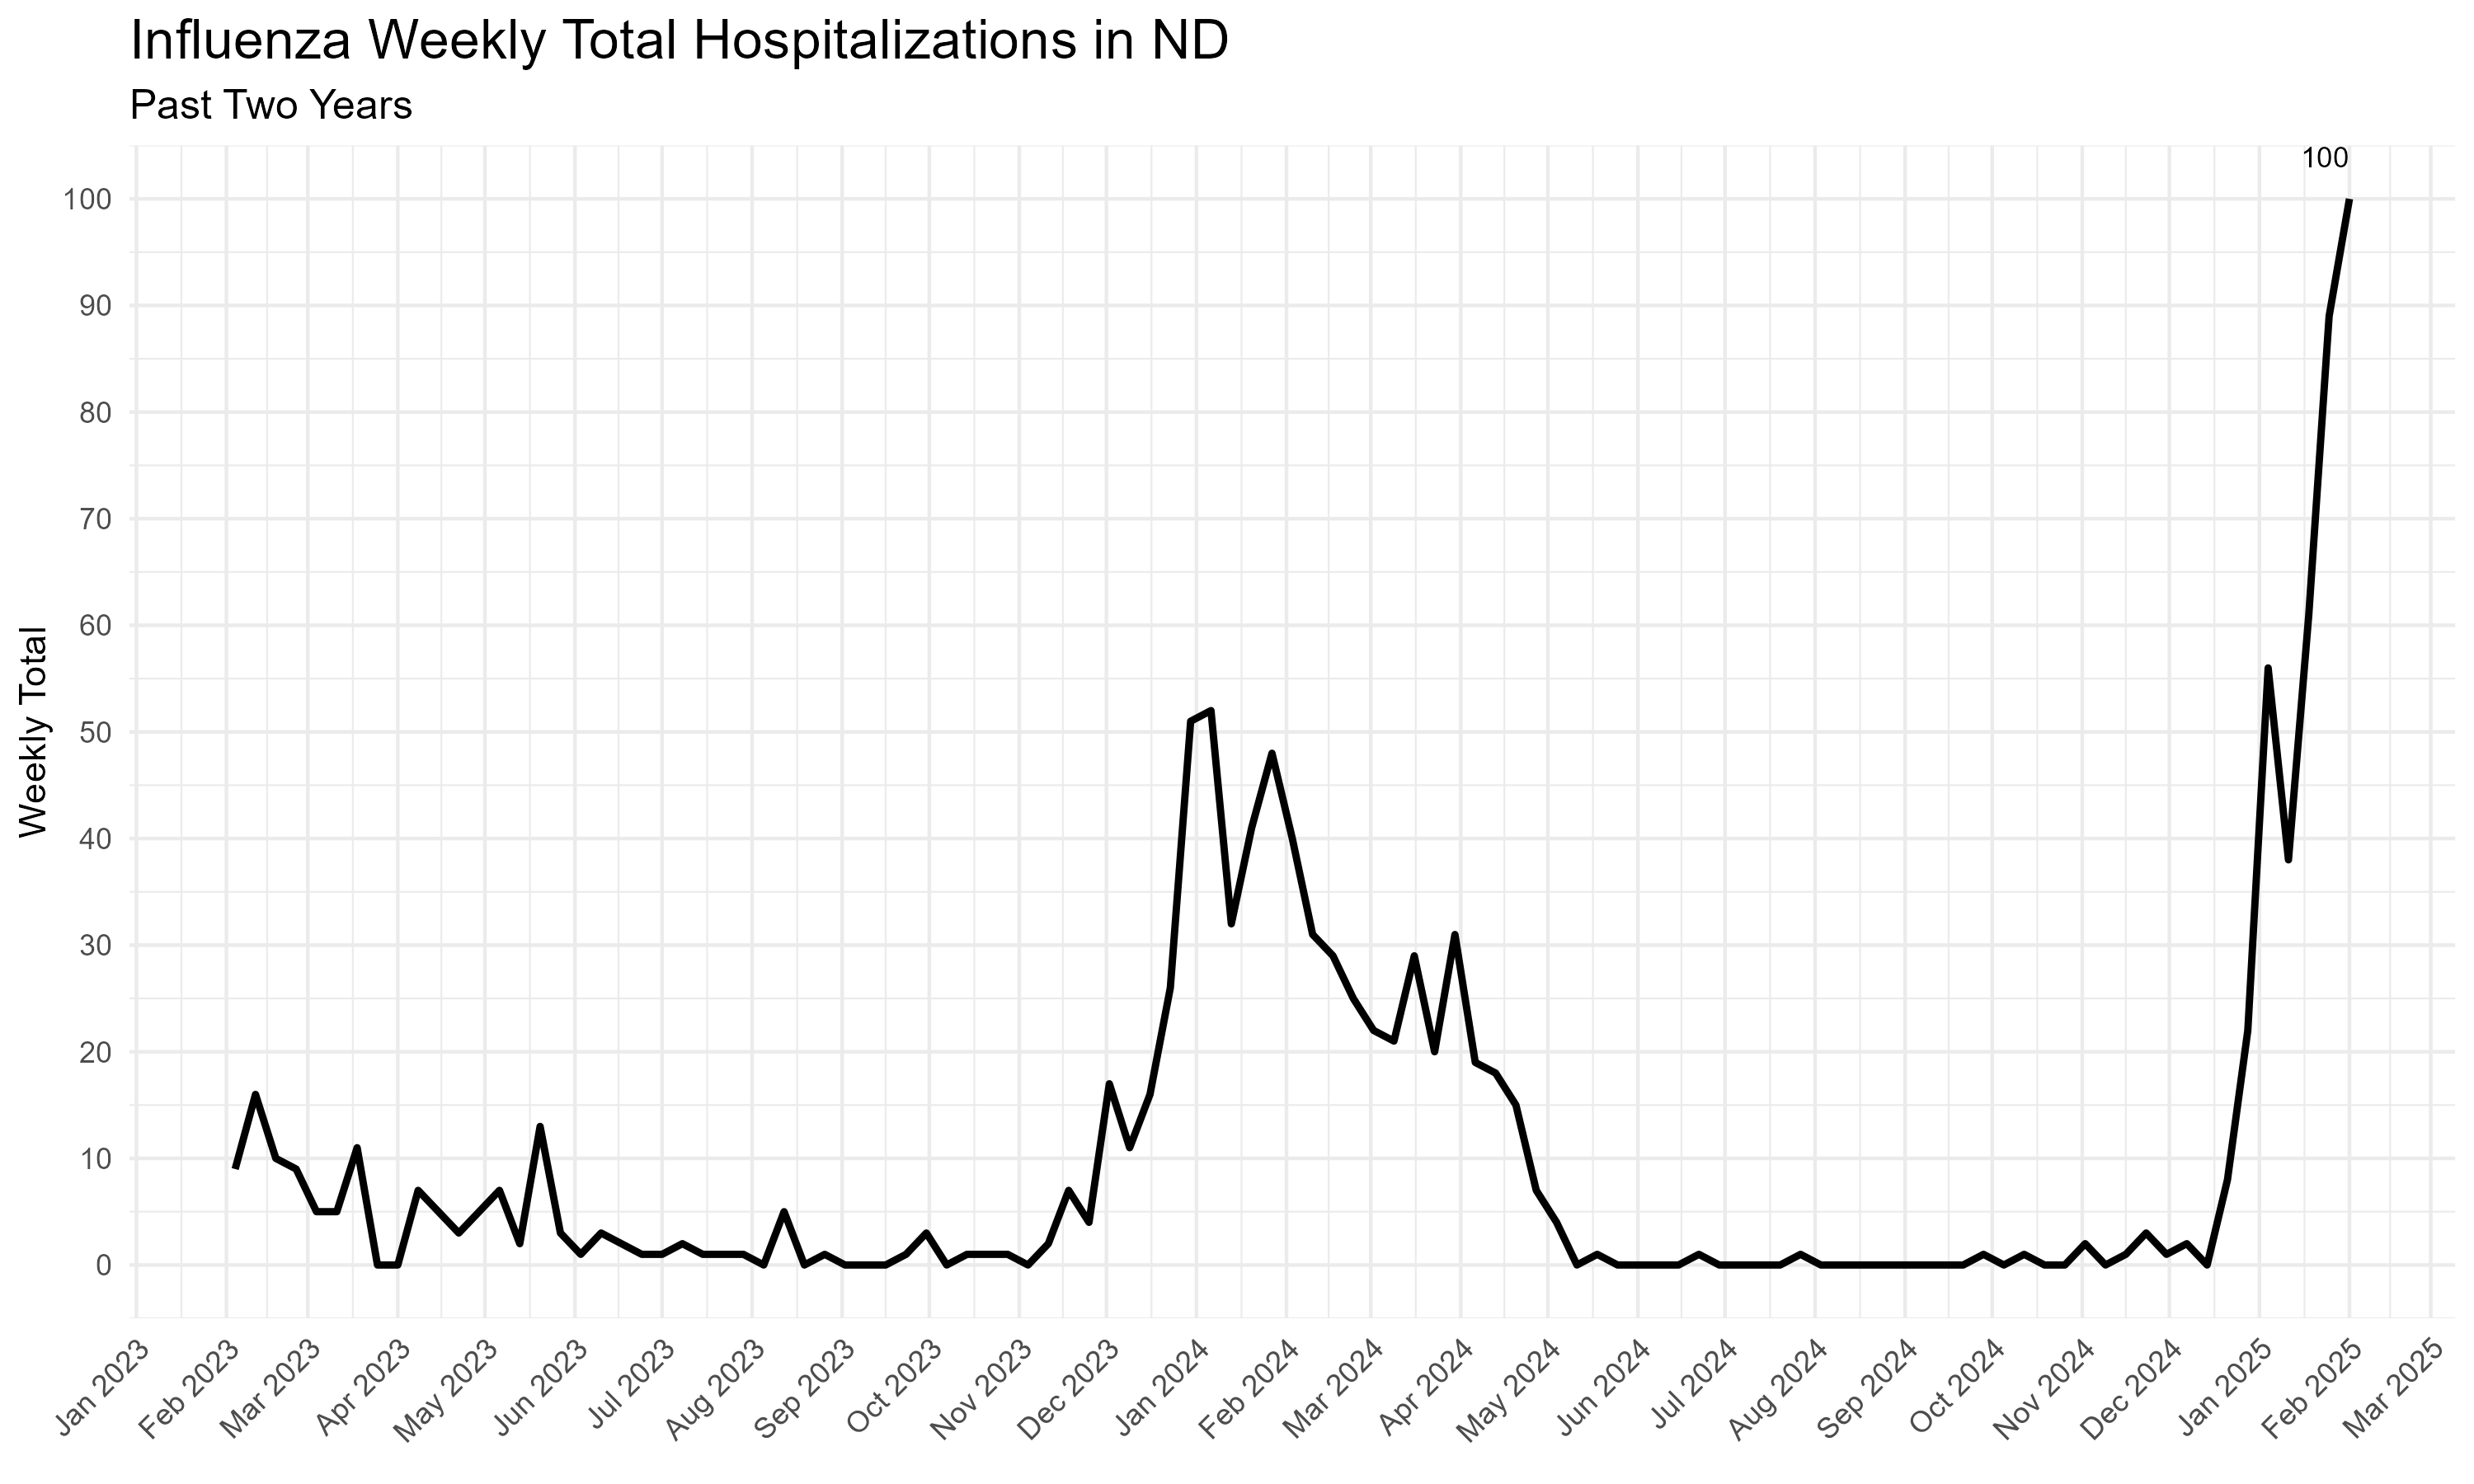 Influenza Weekly Total Hospitalizations in ND
Past Two Years
100
100
90
80
70
60
50
40
30
20
10
0
Weekly Total
Jan 2023
Feb 2023
Mar 2023
Apr 2023
May 2023
Jun 2023
Jul 2023
Aug 2023
Sep 2023
Oct 2023
Nov 2023
Dec 2023
Jan 2024
Feb 2024
Mar 2024
Apr 2024
May 2024
Jun 2024
Jul 2024
Aug 2024
Sep 2024
Oct 2024
Nov 2024
Dec 2024
Jan 2025
Feb 2025
Mar 2025